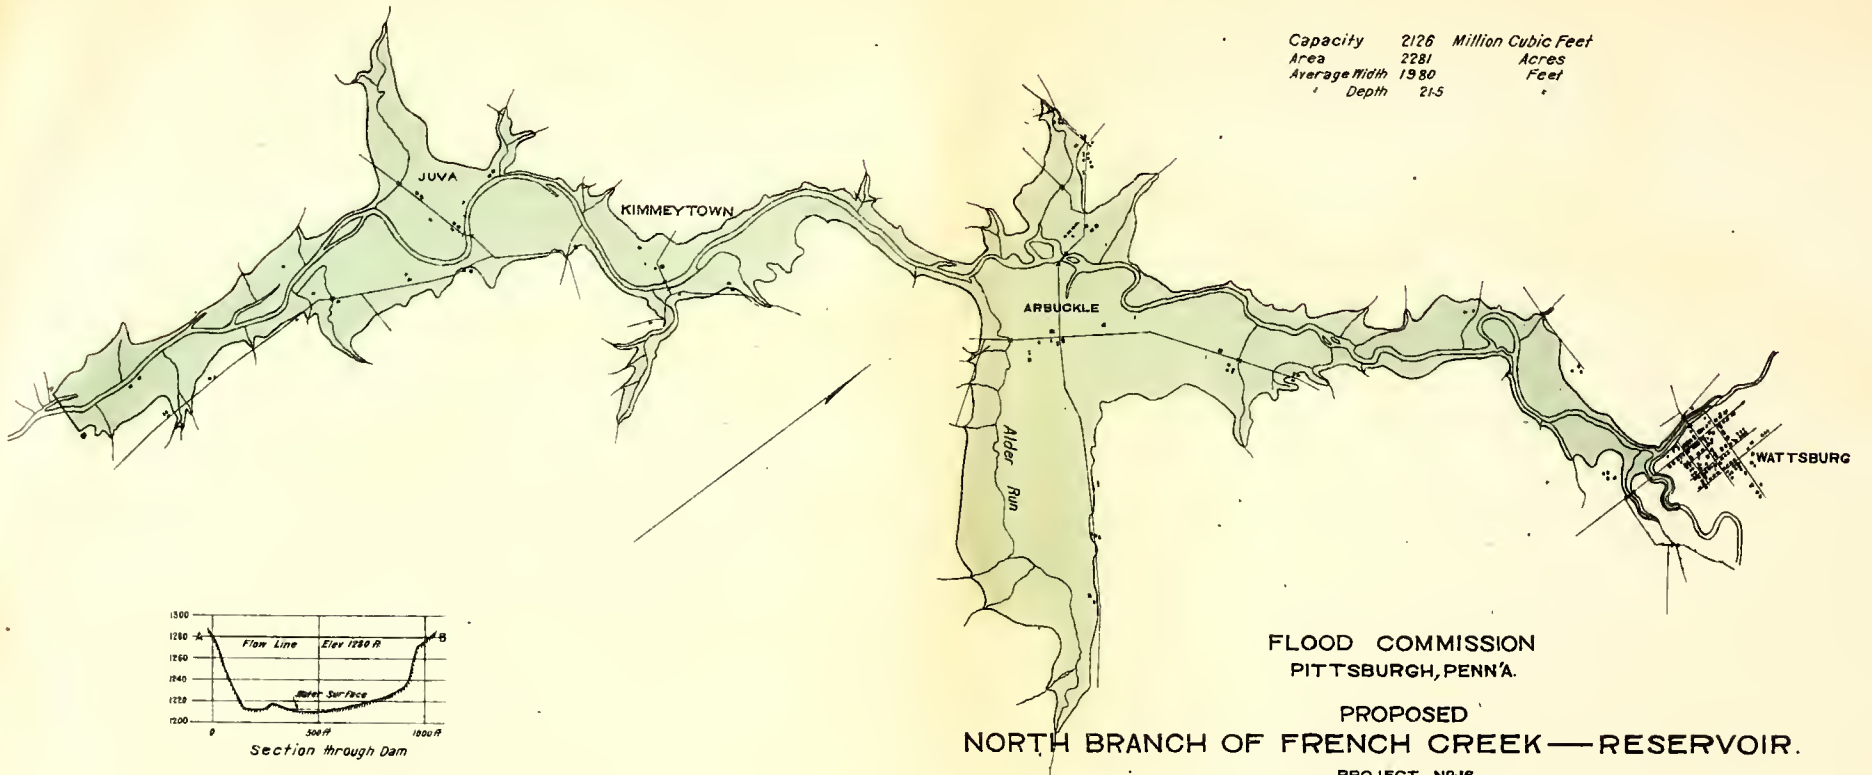 Capacity 2126 Million Cubic Feet
Area 2281 Acres
Average Width 1980 Feet
" Depth 21.5 "
JUVA
KIMMEYTOWN
ARBUCKLE
Alder Run
WATTSBURG
1300
1280 A B
Flow Line Elev 1280 ft
1260
1240
Water Surface
1220
1200
0 500 ft 1000 ft
Section through Dam
FLOOD COMMISSION
PITTSBURGH, PENN'A.
PROPOSED
NORTH BRANCH OF FRENCH CREEK — RESERVOIR.
PROJECT No.